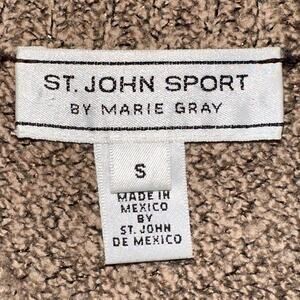 ST. JOHN SPORT
BY MARIE GRAY
S
MADE IN
MEXICO
BY
ST. JOHN
DE MEXICO